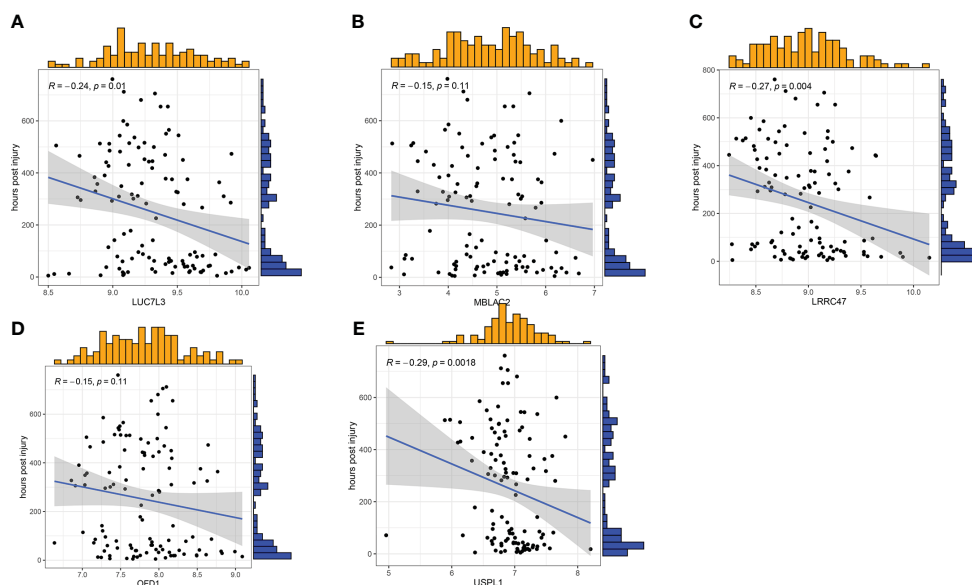 A
R = −0.24, p = 0.01
hours post injury
600
400
200
0
8.5 9.0 9.5 10.0
LUC7L3
B
R = −0.15, p = 0.11
hours post injury
600
400
200
0
3 4 5 6 7
MBLAC2
C
R = −0.27, p = 0.004
hours post injury
800
600
400
200
0
8.5 9.0 9.5 10.0
LRRC47
D
R = −0.15, p = 0.11
hours post injury
600
400
200
0
7.0 7.5 8.0 8.5 9.0
OFD1
E
R = −0.29, p = 0.0018
hours post injury
800
600
400
200
0
5 6 7 8
USPL1